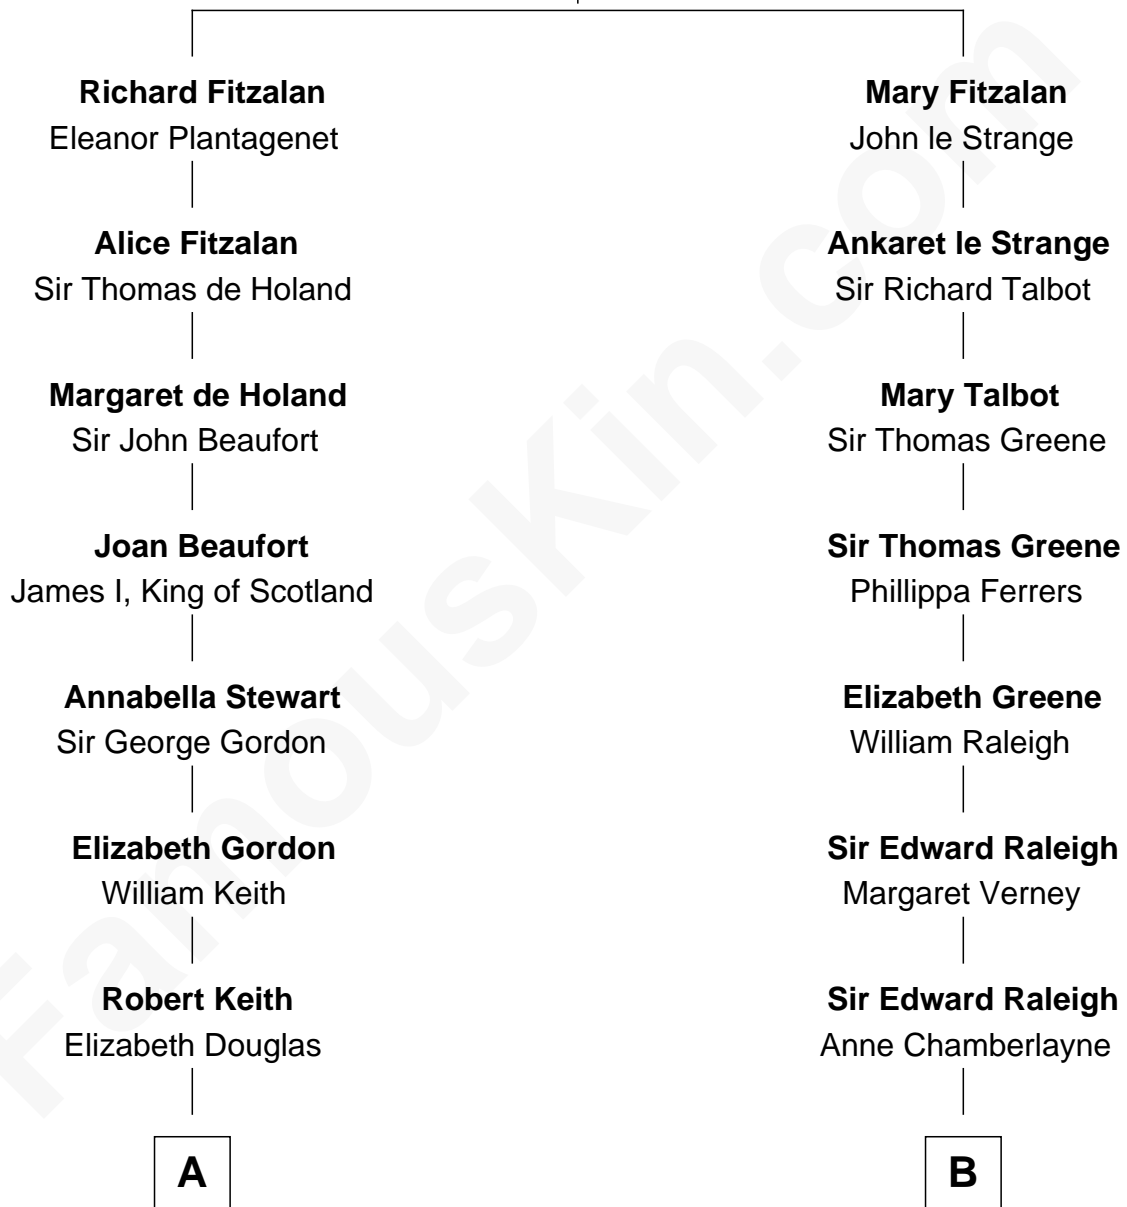 Richard Fitzalan
Eleanor Plantagenet
Alice Fitzalan
Sir Thomas de Holand
Margaret de Holand
Sir John Beaufort
Joan Beaufort
James I, King of Scotland
Annabella Stewart
Sir George Gordon
Elizabeth Gordon
William Keith
Robert Keith
Elizabeth Douglas
A
Mary Fitzalan
John le Strange
Ankaret le Strange
Sir Richard Talbot
Mary Talbot
Sir Thomas Greene
Sir Thomas Greene
Phillippa Ferrers
Elizabeth Greene
William Raleigh
Sir Edward Raleigh
Margaret Verney
Sir Edward Raleigh
Anne Chamberlayne
B
FamousKin.com